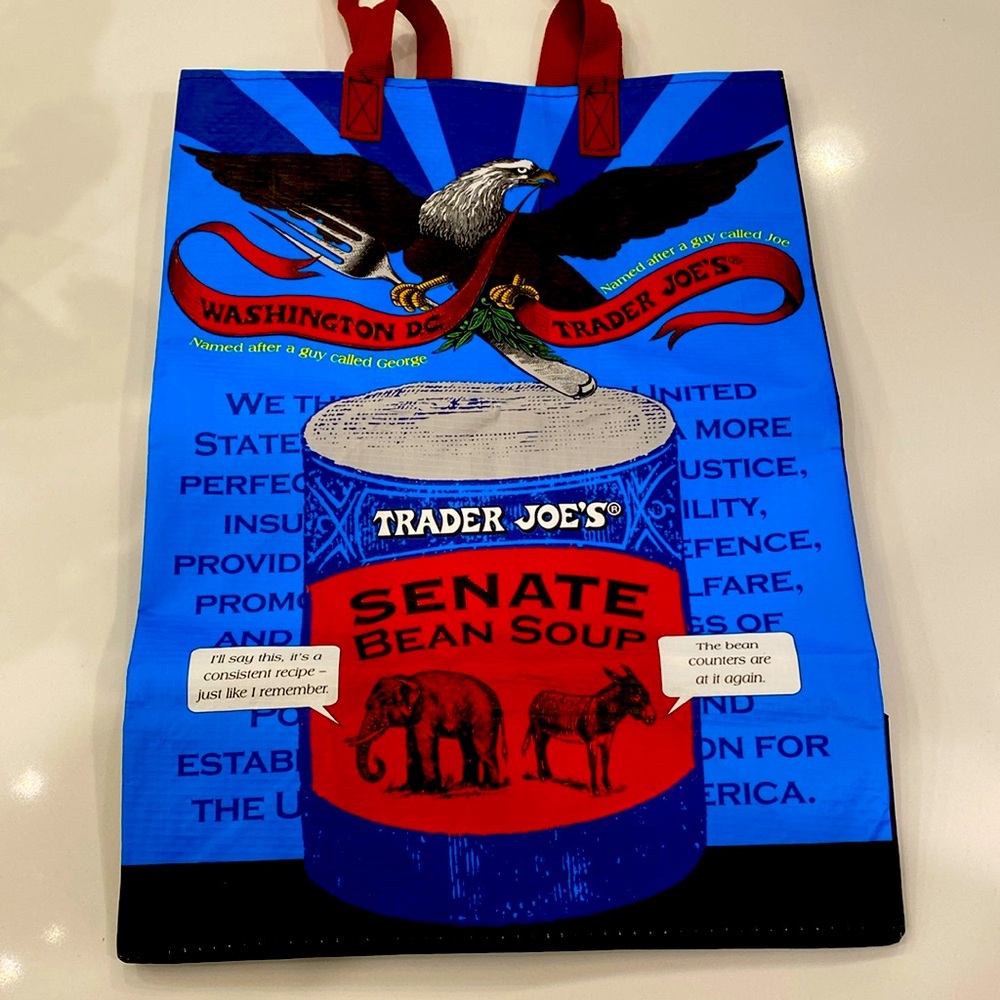 Named after a guy called Joe
WASHINGTON DC
TRADER JOE'S®
Named after a guy called George
WE TH
UNITED
STATE
A MORE
PERFEC
USTICE,
INSU
ILITY,
PROVID
EFENCE,
PROMO
LFARE,
AND
GS OF
PO
ND
ESTABI
ON FOR
THE U
ERICA.
TRADER JOE'S®
SENATE
BEAN SOUP
I'll say this, it's a
consistent recipe –
just like I remember.
The bean
counters are
at it again.